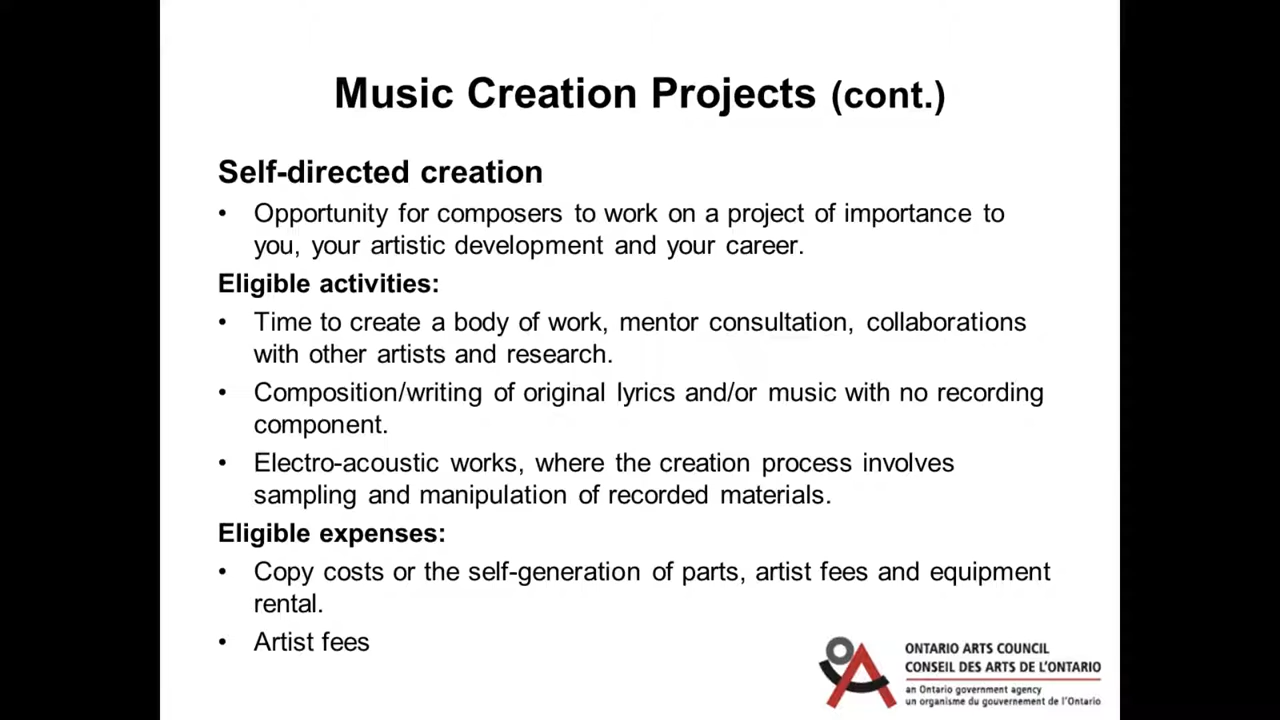 Music Creation Projects (cont.)
Self-directed creation
• Opportunity for composers to work on a project of importance to
you, your artistic development and your career.
Eligible activities:
• Time to create a body of work, mentor consultation, collaborations
with other artists and research.
• Composition/writing of original lyrics and/or music with no recording
component.
• Electro-acoustic works, where the creation process involves
sampling and manipulation of recorded materials.
Eligible expenses:
• Copy costs or the self-generation of parts, artist fees and equipment
rental.
• Artist fees
ONTARIO ARTS COUNCIL
CONSEIL DES ARTS DE L'ONTARIO
an Ontario government agency
un organisme du gouvernement de l'Ontario